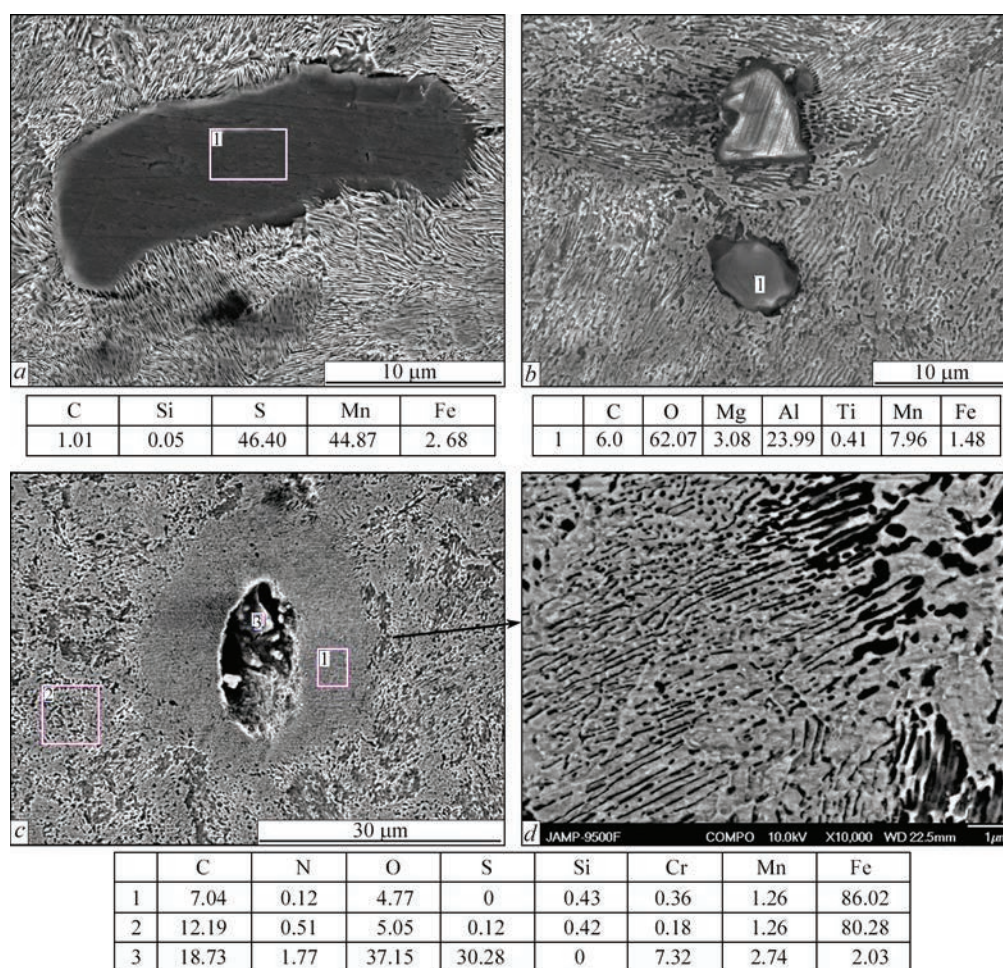 1
a
10 μm
1
b
10 μm
C Si S Mn Fe
1.01 0.05 46.40 44.87 2.68
C O Mg Al Ti Mn Fe
1 6.0 62.07 3.08 23.99 0.41 7.96 1.48
3
1
2
c
30 μm
d
JAMP-9500F COMPO 10.0kV X10,000 WD 22.5mm 1μm
C N O S Si Cr Mn Fe
1 7.04 0.12 4.77 0 0.43 0.36 1.26 86.02
2 12.19 0.51 5.05 0.12 0.42 0.18 1.26 80.28
3 18.73 1.77 37.15 30.28 0 7.32 2.74 2.03